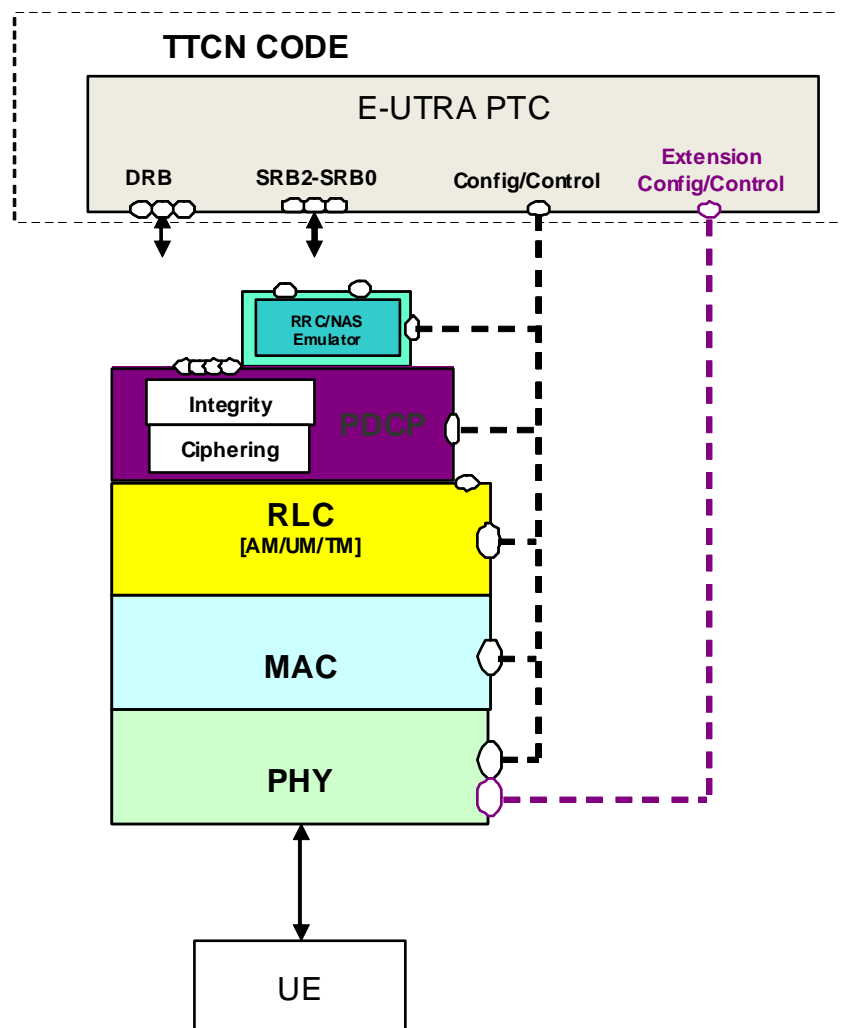 TTCN CODE
E-UTRA PTC
DRB
SRB2-SRB0
Config/Control
Extension
Config/Control
RRC/NAS
Emulator
Integrity
Ciphering
PDCP
RLC
[AM/UM/TM]
MAC
PHY
UE